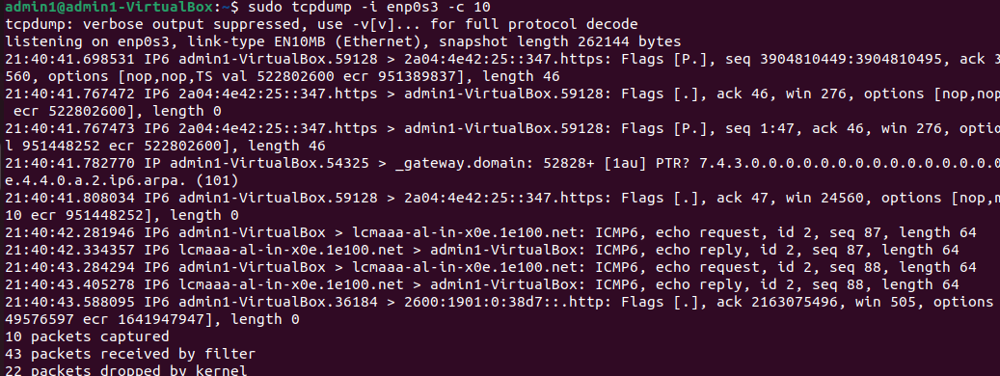 admin1@admin1-VirtualBox:~$ sudo tcpdump -i enp0s3 -c 10
tcpdump: verbose output suppressed, use -v[v]... for full protocol decode
listening on enp0s3, link-type EN10MB (Ethernet), snapshot length 262144 bytes
21:40:41.698531 IP6 admin1-VirtualBox.59128 > 2a04:4e42:25::347.https: Flags [P.], seq 3904810449:3904810495, ack 3
560, options [nop,nop,TS val 522802600 ecr 951389837], length 46
21:40:41.767472 IP6 2a04:4e42:25::347.https > admin1-VirtualBox.59128: Flags [.], ack 46, win 276, options [nop,nop
 ecr 522802600], length 0
21:40:41.767473 IP6 2a04:4e42:25::347.https > admin1-VirtualBox.59128: Flags [P.], seq 1:47, ack 46, win 276, optio
l 951448252 ecr 522802600], length 46
21:40:41.782770 IP admin1-VirtualBox.54325 > _gateway.domain: 52828+ [1au] PTR? 7.4.3.0.0.0.0.0.0.0.0.0.0.0.0.0.0.0
e.4.4.0.a.2.ip6.arpa. (101)
21:40:41.808034 IP6 admin1-VirtualBox.59128 > 2a04:4e42:25::347.https: Flags [.], ack 47, win 24560, options [nop,n
10 ecr 951448252], length 0
21:40:42.281946 IP6 admin1-VirtualBox > lcmaaa-al-in-x0e.1e100.net: ICMP6, echo request, id 2, seq 87, length 64
21:40:42.334357 IP6 lcmaaa-al-in-x0e.1e100.net > admin1-VirtualBox: ICMP6, echo reply, id 2, seq 87, length 64
21:40:43.284294 IP6 admin1-VirtualBox > lcmaaa-al-in-x0e.1e100.net: ICMP6, echo request, id 2, seq 88, length 64
21:40:43.405278 IP6 lcmaaa-al-in-x0e.1e100.net > admin1-VirtualBox: ICMP6, echo reply, id 2, seq 88, length 64
21:40:43.588095 IP6 admin1-VirtualBox.36184 > 2600:1901:0:38d7::.http: Flags [.], ack 2163075496, win 505, options
49576597 ecr 1641947947], length 0
10 packets captured
43 packets received by filter
22 packets dropped by kernel